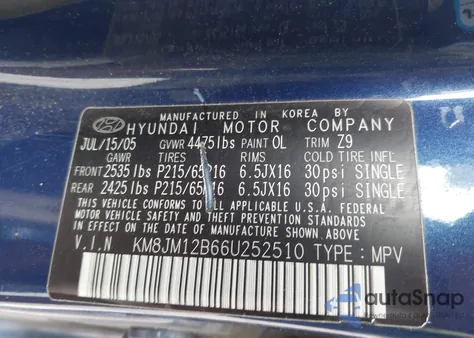 MANUFACTURED IN KOREA BY
HYUNDAI MOTOR COMPANY
JUL/15/05 GVWR 4475lbs PAINT OL TRIM Z9
GAWR TIRES RIMS COLD TIRE INFL
FRONT 2535lbs P215/65R16 6.5JX16 30psi SINGLE
REAR 2425lbs P215/65R16 6.5JX16 30psi SINGLE
THIS VEHICLE CONFORMS TO ALL APPLICABLE U.S.A. FEDERAL
MOTOR VEHICLE SAFETY AND THEFT PREVENTION STANDARDS
IN EFFECT ON THE DATE OF MANUFACTURE SHOWN ABOVE.
V.I.N KM8JM12B66U252510 TYPE: MPV
autoSnap